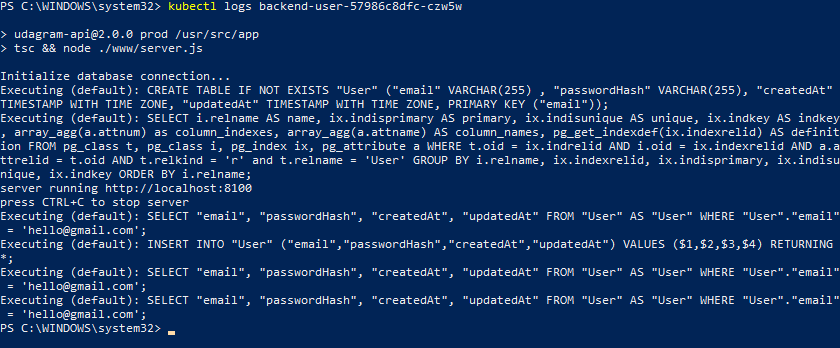 PS C:\WINDOWS\system32> kubectl logs backend-user-57986c8dfc-czw5w
> udagram-api@2.0.0 prod /usr/src/app
> tsc && node ./www/server.js
Initialize database connection...
Executing (default): CREATE TABLE IF NOT EXISTS "User" ("email" VARCHAR(255) , "passwordHash" VARCHAR(255), "createdAt"
TIMESTAMP WITH TIME ZONE, "updatedAt" TIMESTAMP WITH TIME ZONE, PRIMARY KEY ("email"));
Executing (default): SELECT i.relname AS name, ix.indisprimary AS primary, ix.indisunique AS unique, ix.indkey AS indkey
, array_agg(a.attnum) as column_indexes, array_agg(a.attname) AS column_names, pg_get_indexdef(ix.indexrelid) AS definit
ion FROM pg_class t, pg_class i, pg_index ix, pg_attribute a WHERE t.oid = ix.indrelid AND i.oid = ix.indexrelid AND a.a
ttrelid = t.oid AND t.relkind = 'r' and t.relname = 'User' GROUP BY i.relname, ix.indexrelid, ix.indisprimary, ix.indisu
nique, ix.indkey ORDER BY i.relname;
server running http://localhost:8100
press CTRL+C to stop server
Executing (default): SELECT "email", "passwordHash", "createdAt", "updatedAt" FROM "User" AS "User" WHERE "User"."email"
= 'hello@gmail.com';
Executing (default): INSERT INTO "User" ("email","passwordHash","createdAt","updatedAt") VALUES ($1,$2,$3,$4) RETURNING
*;
Executing (default): SELECT "email", "passwordHash", "createdAt", "updatedAt" FROM "User" AS "User" WHERE "User"."email"
= 'hello@gmail.com';
Executing (default): SELECT "email", "passwordHash", "createdAt", "updatedAt" FROM "User" AS "User" WHERE "User"."email"
= 'hello@gmail.com';
PS C:\WINDOWS\system32>